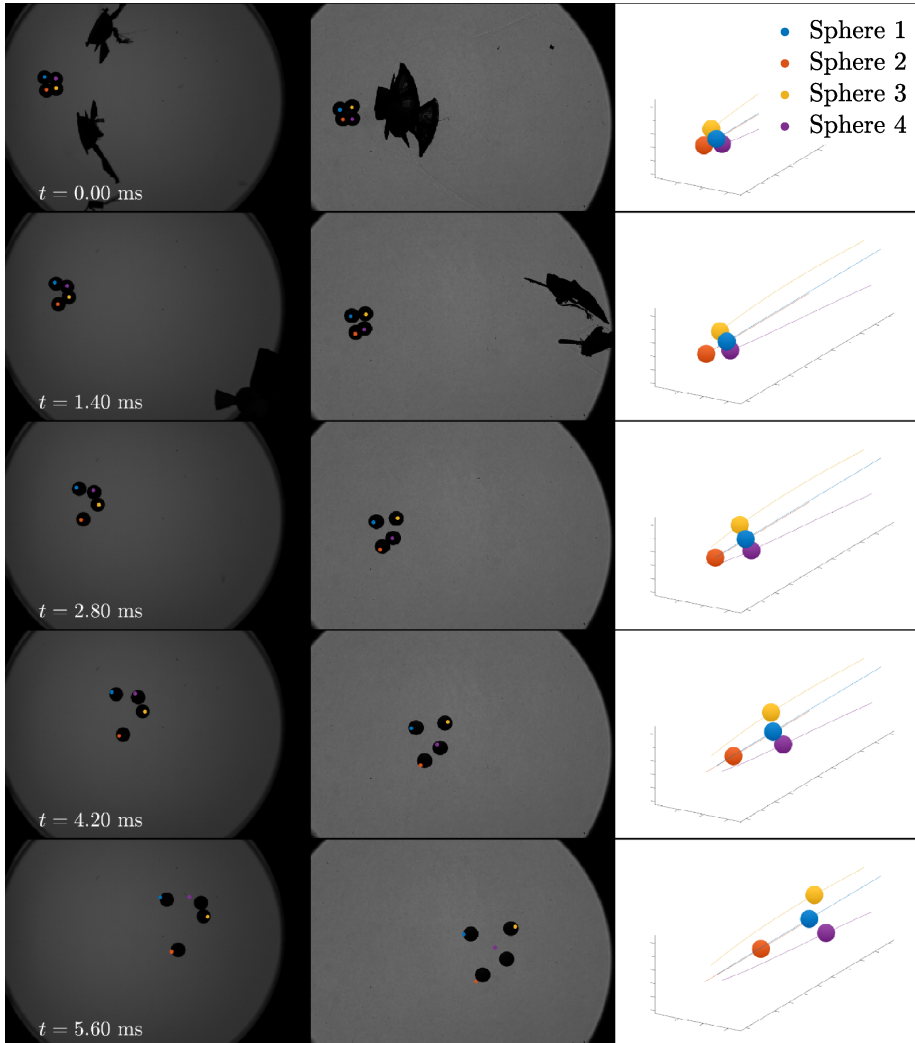 Sphere 1
Sphere 2
Sphere 3
Sphere 4
t = 0.00 ms
t = 1.40 ms
t = 2.80 ms
t = 4.20 ms
t = 5.60 ms